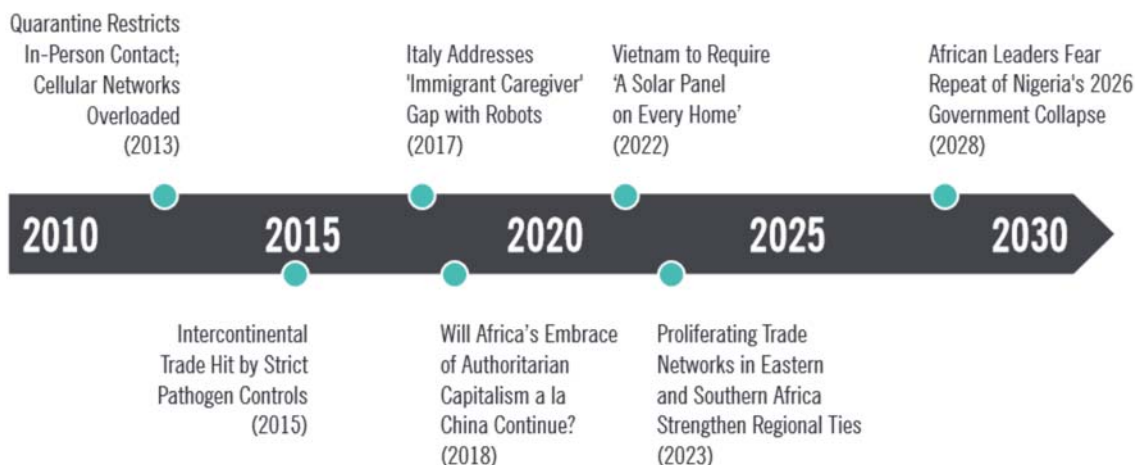 Quarantine Restricts
In-Person Contact;
Cellular Networks
Overloaded
(2013)
Italy Addresses
'Immigrant Caregiver'
Gap with Robots
(2017)
Vietnam to Require
‘A Solar Panel
on Every Home’
(2022)
African Leaders Fear
Repeat of Nigeria's 2026
Government Collapse
(2028)
2010 2015 2020 2025 2030
Intercontinental
Trade Hit by Strict
Pathogen Controls
(2015)
Will Africa’s Embrace
of Authoritarian
Capitalism a la
China Continue?
(2018)
Proliferating Trade
Networks in Eastern
and Southern Africa
Strengthen Regional Ties
(2023)